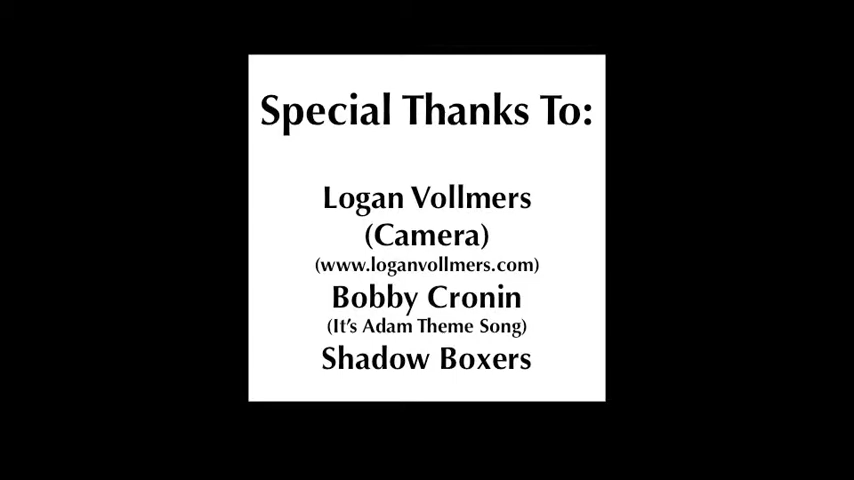 Special Thanks To:
Logan Vollmers
(Camera)
(www.loganvollmers.com)
Bobby Cronin
(It's Adam Theme Song)
Shadow Boxers